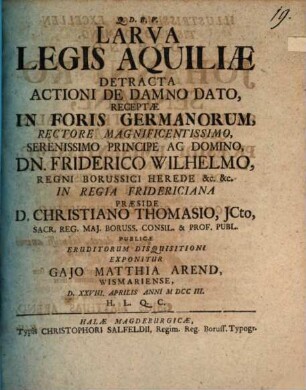 19.
Q. D. B. V.
LARVA
LEGIS AQUILIÆ
DETRACTA
ACTIONI DE DAMNO DATO,
RECEPTÆ
IN FORIS GERMANORUM,
RECTORE MAGNIFICENTISSIMO,
SERENISSIMO PRINCIPE AC DOMINO,
DN. FRIDERICO WILHELMO,
REGNI BORUSSICI HEREDE &c. &c.
IN REGIA FRIDERICIANA
PRÆSIDE
D. CHRISTIANO THOMASIO, JCto,
SACR. REG. MAJ. BORUSS. CONSIL. & PROF. PUBL.
PUBLICE
ERUDITORUM DISQUISITIONI
EXPONITUR
GAJO MATTHIA AREND,
WISMARIENSE,
D. XXVIII. APRILIS ANNI M DCC III.
H. L. Q. C.
HALÆ MAGDEBURGICÆ,
Typis CHRISTOPHORI SALFELDII, Regim. Reg. Boruss. Typogr.